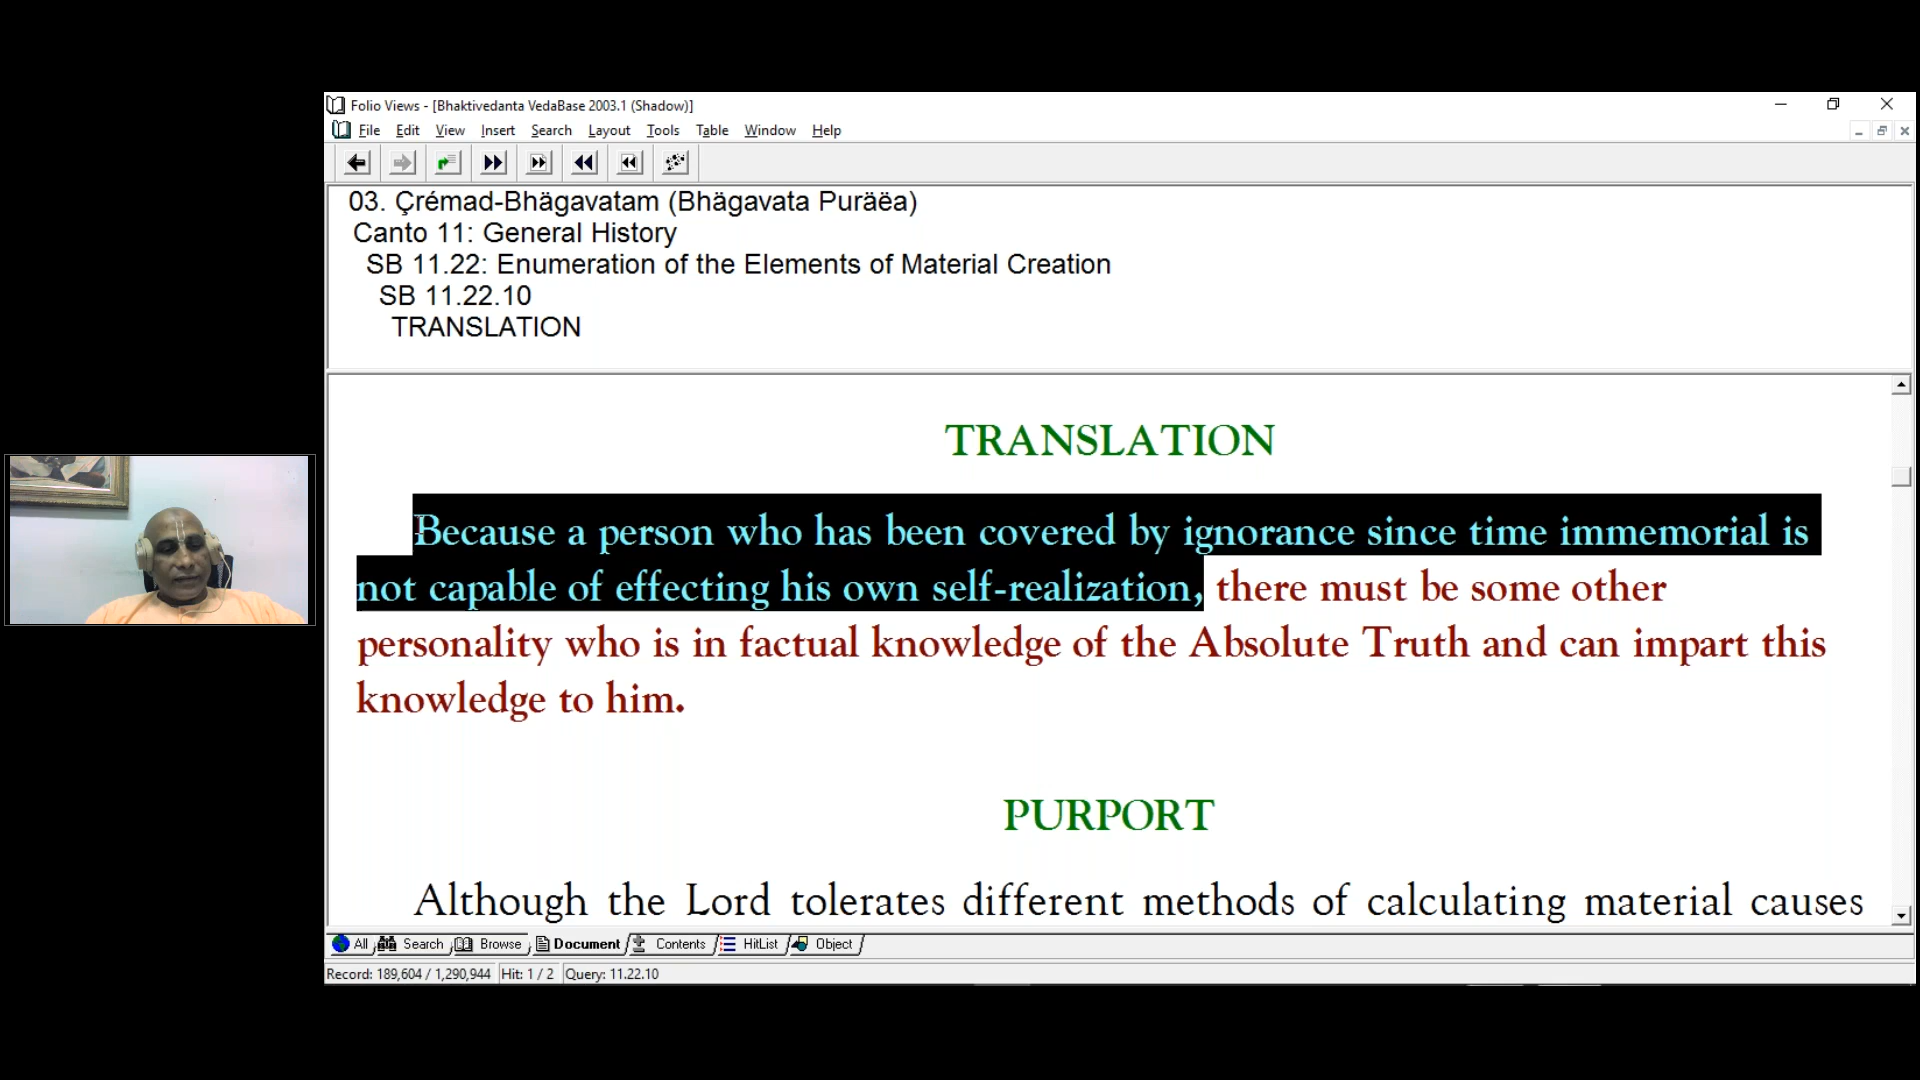 Folio Views - [Bhaktivedanta VedaBase 2003.1 (Shadow)]
File Edit View Insert Search Layout Tools Table Window Help
03. Çrémad-Bhägavatam (Bhägavata Puräëa)
Canto 11: General History
SB 11.22: Enumeration of the Elements of Material Creation
SB 11.22.10
TRANSLATION
TRANSLATION
Because a person who has been covered by ignorance since time immemorial is
not capable of effecting his own self-realization, there must be some other
personality who is in factual knowledge of the Absolute Truth and can impart this
knowledge to him.
PURPORT
Although the Lord tolerates different methods of calculating material causes
All Search Browse Document Contents HitList Object
Record: 189,604 / 1,290,944 Hit: 1 / 2 Query: 11.22.10